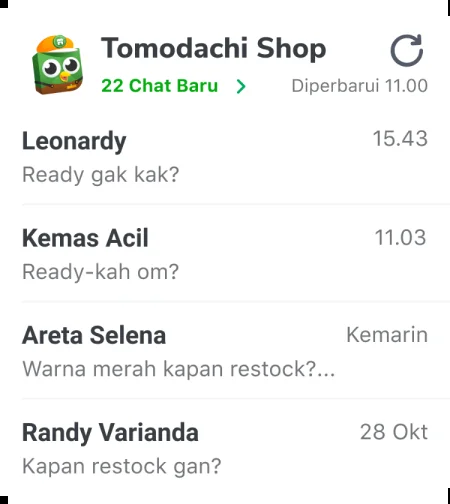 Tomodachi Shop
22 Chat Baru > Diperbarui 11.00
Leonardy 15.43
Ready gak kak?
Kemas Acil 11.03
Ready-kah om?
Areta Selena Kemarin
Warna merah kapan restock?...
Randy Varianda 28 Okt
Kapan restock gan?